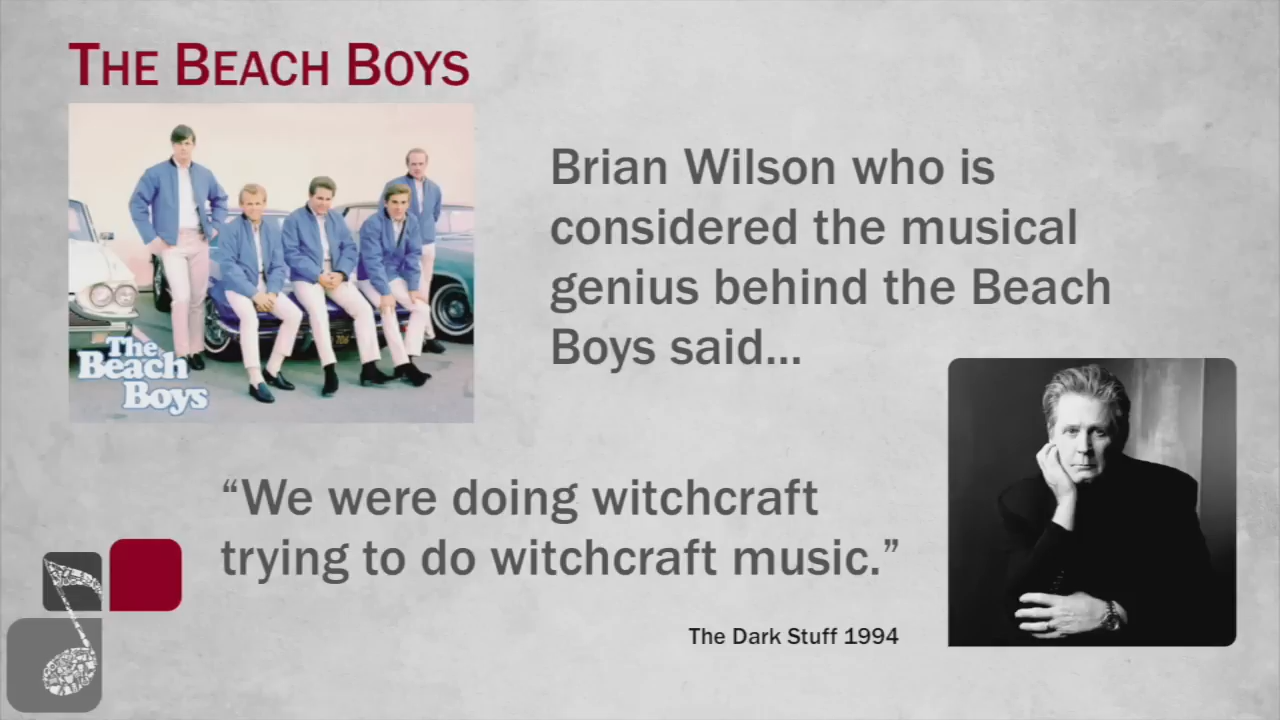 THE BEACH BOYS
The
Beach
Boys
Brian Wilson who is
considered the musical
genius behind the Beach
Boys said...
“We were doing witchcraft
trying to do witchcraft music.”
The Dark Stuff 1994